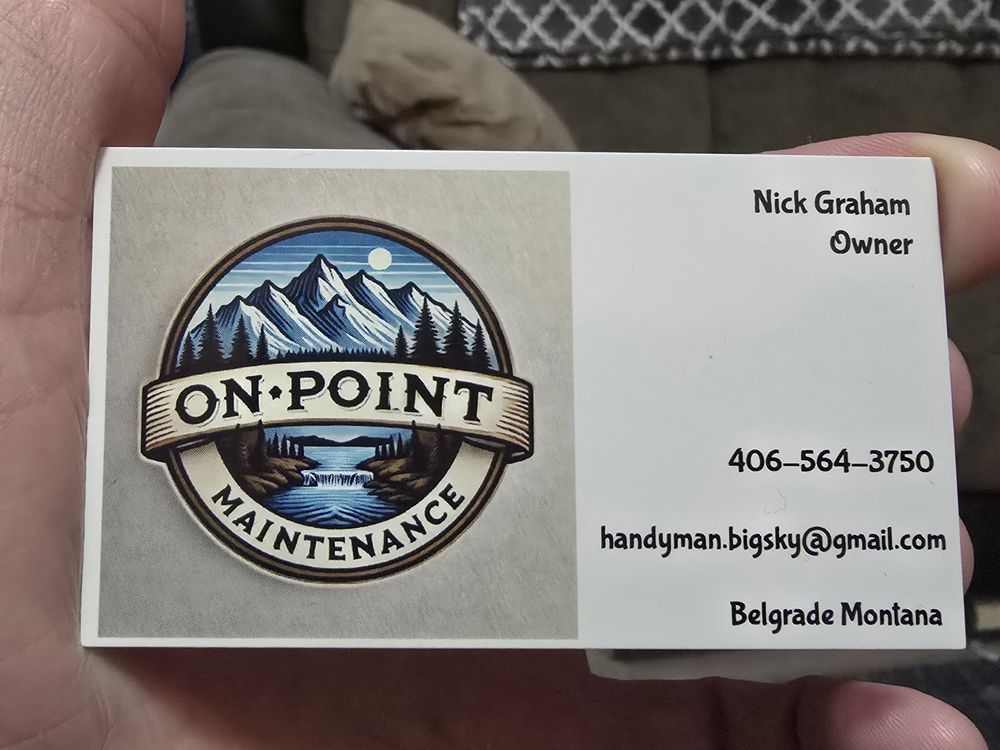 ON·POINT
MAINTENANCE
Nick Graham
Owner
406-564-3750
handyman.bigsky@gmail.com
Belgrade Montana